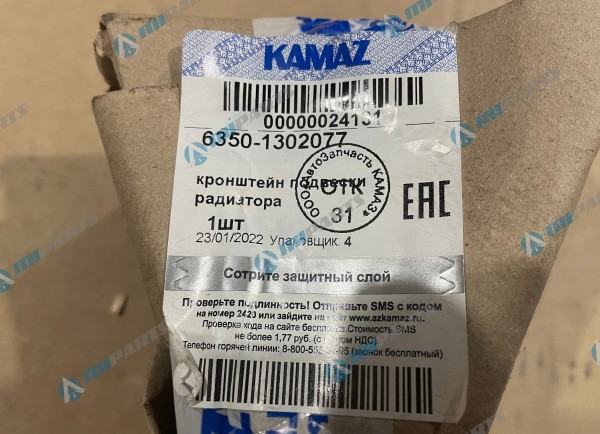 KAMAZ
00000024131
6350-1302077
кронштейн подвески
радиатора
1шт
23/01/2022 Упаковщик: 4
ООО «АвтоЗапчасть КАМАЗ»
ОТК
31
EAC
Сотрите защитный слой
Проверьте подлинность! Отправьте SMS с кодом
на номер 2420 или зайдите на сайт www.azkamaz.ru.
Проверка кода на сайте бесплатна. Стоимость SMS
не более 1,77 руб. (с учетом НДС).
Телефон горячей линии: 8-800-55 -95 (звонок бесплатный)